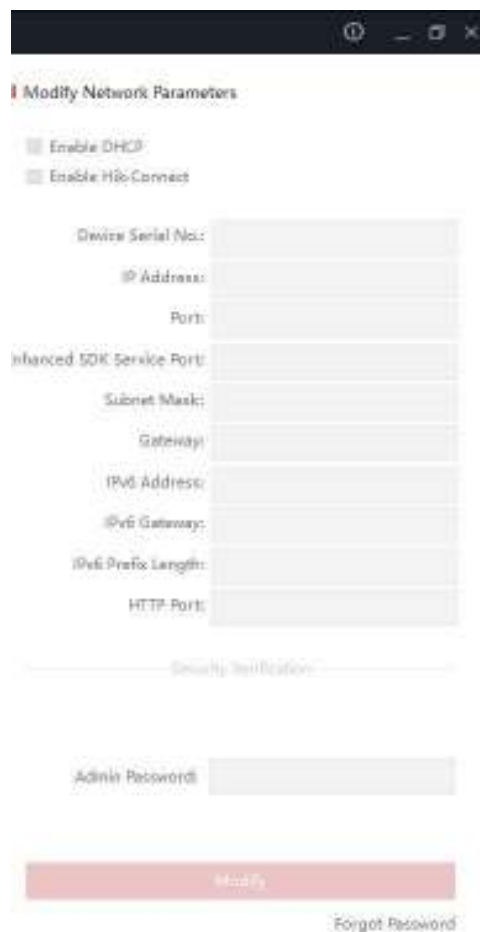 Modify Network Parameters
Enable DHCP
Enable Hik-Connect
Device Serial No.:
IP Address:
Port:
nhanced SDK Service Port:
Subnet Mask:
Gateway:
IPv6 Address:
IPv6 Gateway:
IPv6 Prefix Length:
HTTP Port:
Security Verification
Admin Password:
Modify
Forgot Password